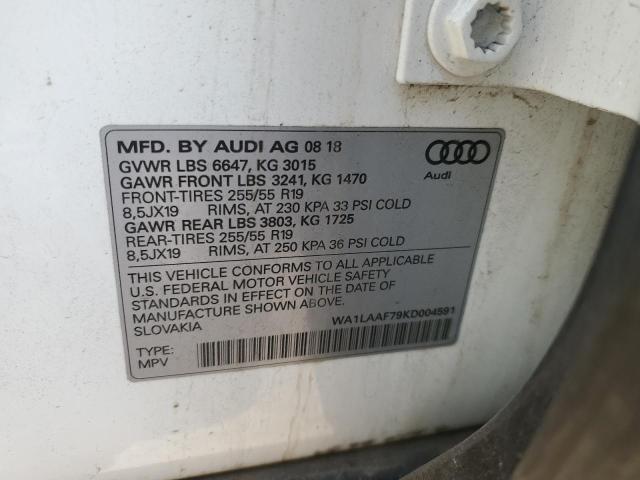 MFD. BY AUDI AG 08 18
GVWR LBS 6647, KG 3015
GAWR FRONT LBS 3241, KG 1470
FRONT-TIRES 255/55 R19
8,5JX19 RIMS, AT 230 KPA 33 PSI COLD
GAWR REAR LBS 3803, KG 1725
REAR-TIRES 255/55 R19
8,5JX19 RIMS, AT 250 KPA 36 PSI COLD
Audi
THIS VEHICLE CONFORMS TO ALL APPLICABLE
U.S. FEDERAL MOTOR VEHICLE SAFETY
STANDARDS IN EFFECT ON THE DATE OF
MANUFACTURE SHOWN ABOVE.
SLOVAKIA
WA1LAAF79KD004591
TYPE:
MPV